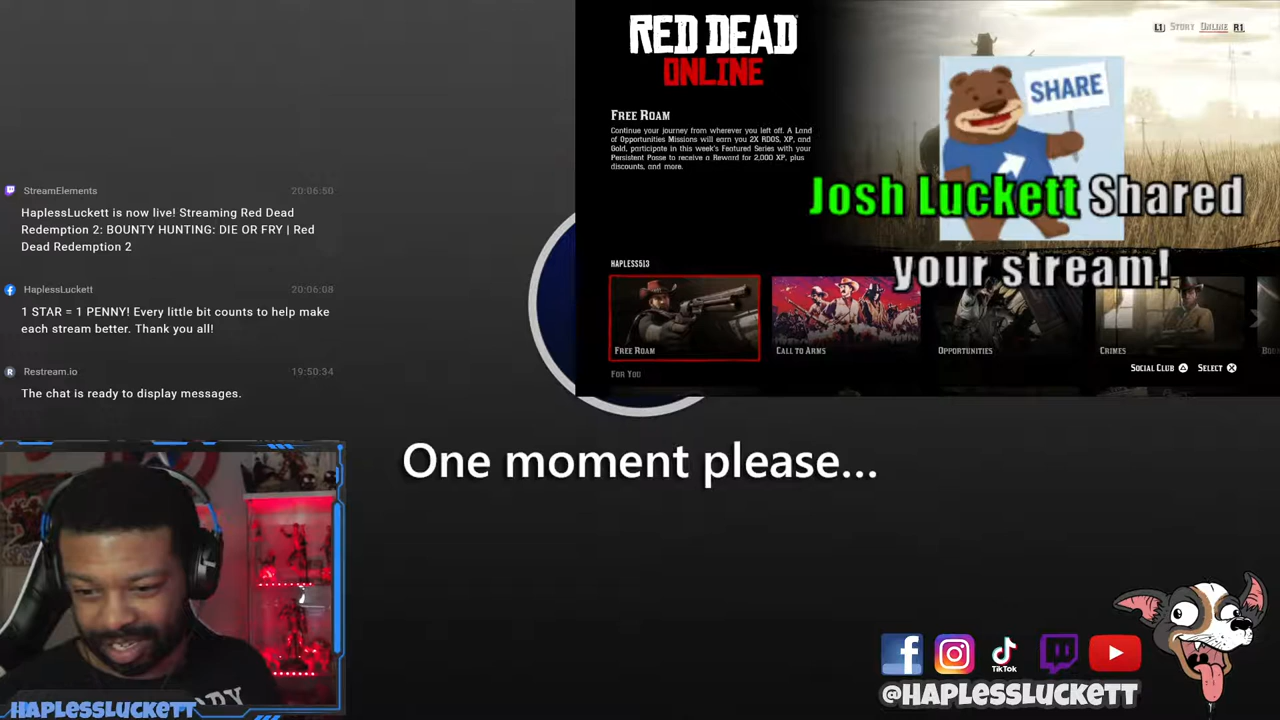 StreamElements 20:06:50
HaplessLuckett is now live! Streaming Red Dead
Redemption 2: BOUNTY HUNTING: DIE OR FRY | Red
Dead Redemption 2
HaplessLuckett 20:06:08
1 STAR = 1 PENNY! Every little bit counts to help make
each stream better. Thank you all!
R Restream.io 19:50:34
The chat is ready to display messages.
RED DEAD
ONLINE
L1 STORY ONLINE R1
FREE ROAM
Continue your journey from wherever you left off. A Land
of Opportunities Missions will earn you 2X RDO$, XP, and
Gold, participate in this week's Featured Series with your
Persistent Posse to receive a Reward for 2,000 XP, plus
discounts, and more.
SHARE
Josh Luckett Shared
your stream!
HAPLESS513
FREE ROAM
CALL TO ARMS
OPPORTUNITIES
CRIMES
FOR YOU
SOCIAL CLUB SELECT
One moment please...
HAPLESSLUCKETT
TikTok
@HAPLESSLUCKETT